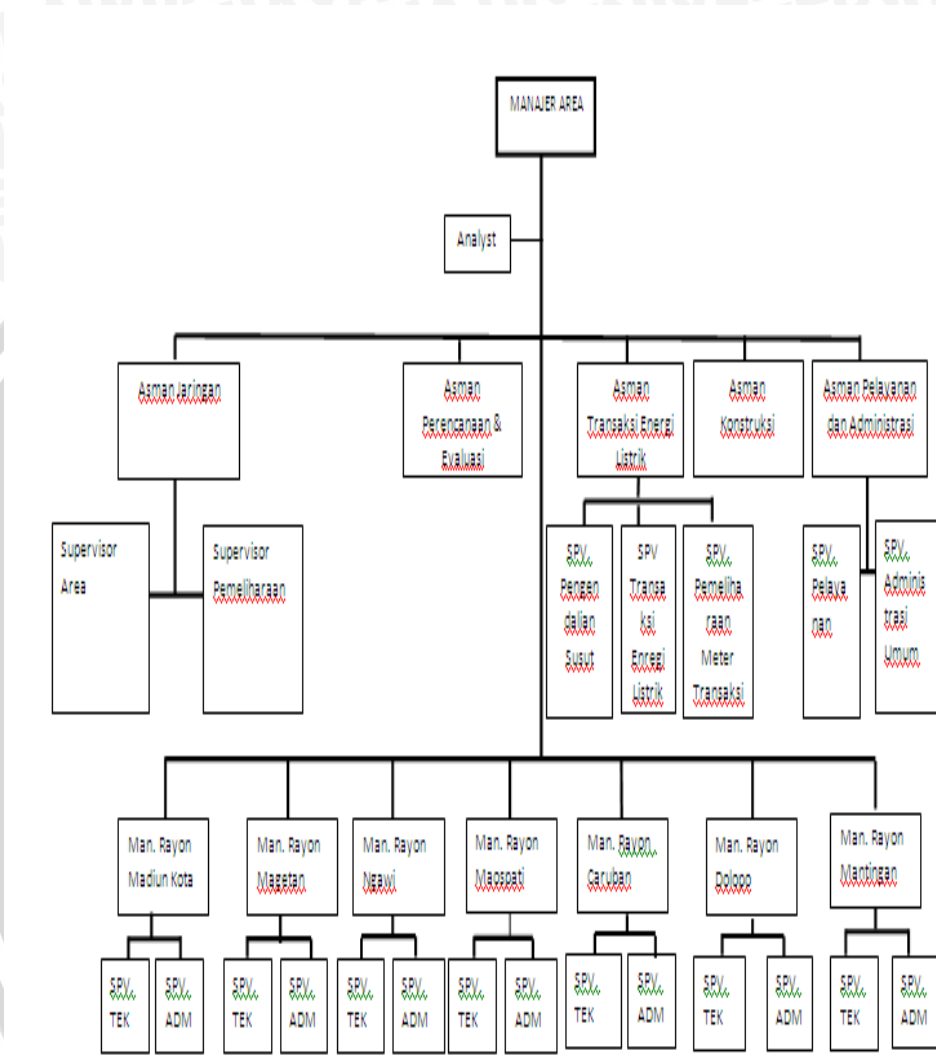 MANAJER AREA
Analyst
Asman Jaringan
Asman
Perencanaan &
Evaluasi
Asman
Transaksi Energi
Listrik
Asman
Konstruksi
Asman Pelayanan
dan Administrasi
Supervisor
Area
Supervisor
Pemeliharaan
SPV.
Pengen
dalian
Susut
SPV
Transa
ksi
Enregi
Listrik
SPV.
Pemeliha
raan
Meter
Transaksi
SPV.
Pelaya
nan
SPV.
Adminis
trasi
Umum
Man. Rayon
Madiun Kota
Man. Rayon
Magetan
Man. Rayon
Ngawi
Man. Rayon
Maospati
Man. Rayon
Caruban
Man. Rayon
Dolopo
Man. Rayon
Mantingan
SPV.
TEK
SPV.
ADM
SPV.
TEK
SPV.
ADM
SPV.
TEK
SPV.
ADM
SPV.
TEK
SPV.
ADM
SPV.
TEK
SPV.
ADM
SPV.
TEK
SPV.
ADM
SPV.
TEK
SPV.
ADM